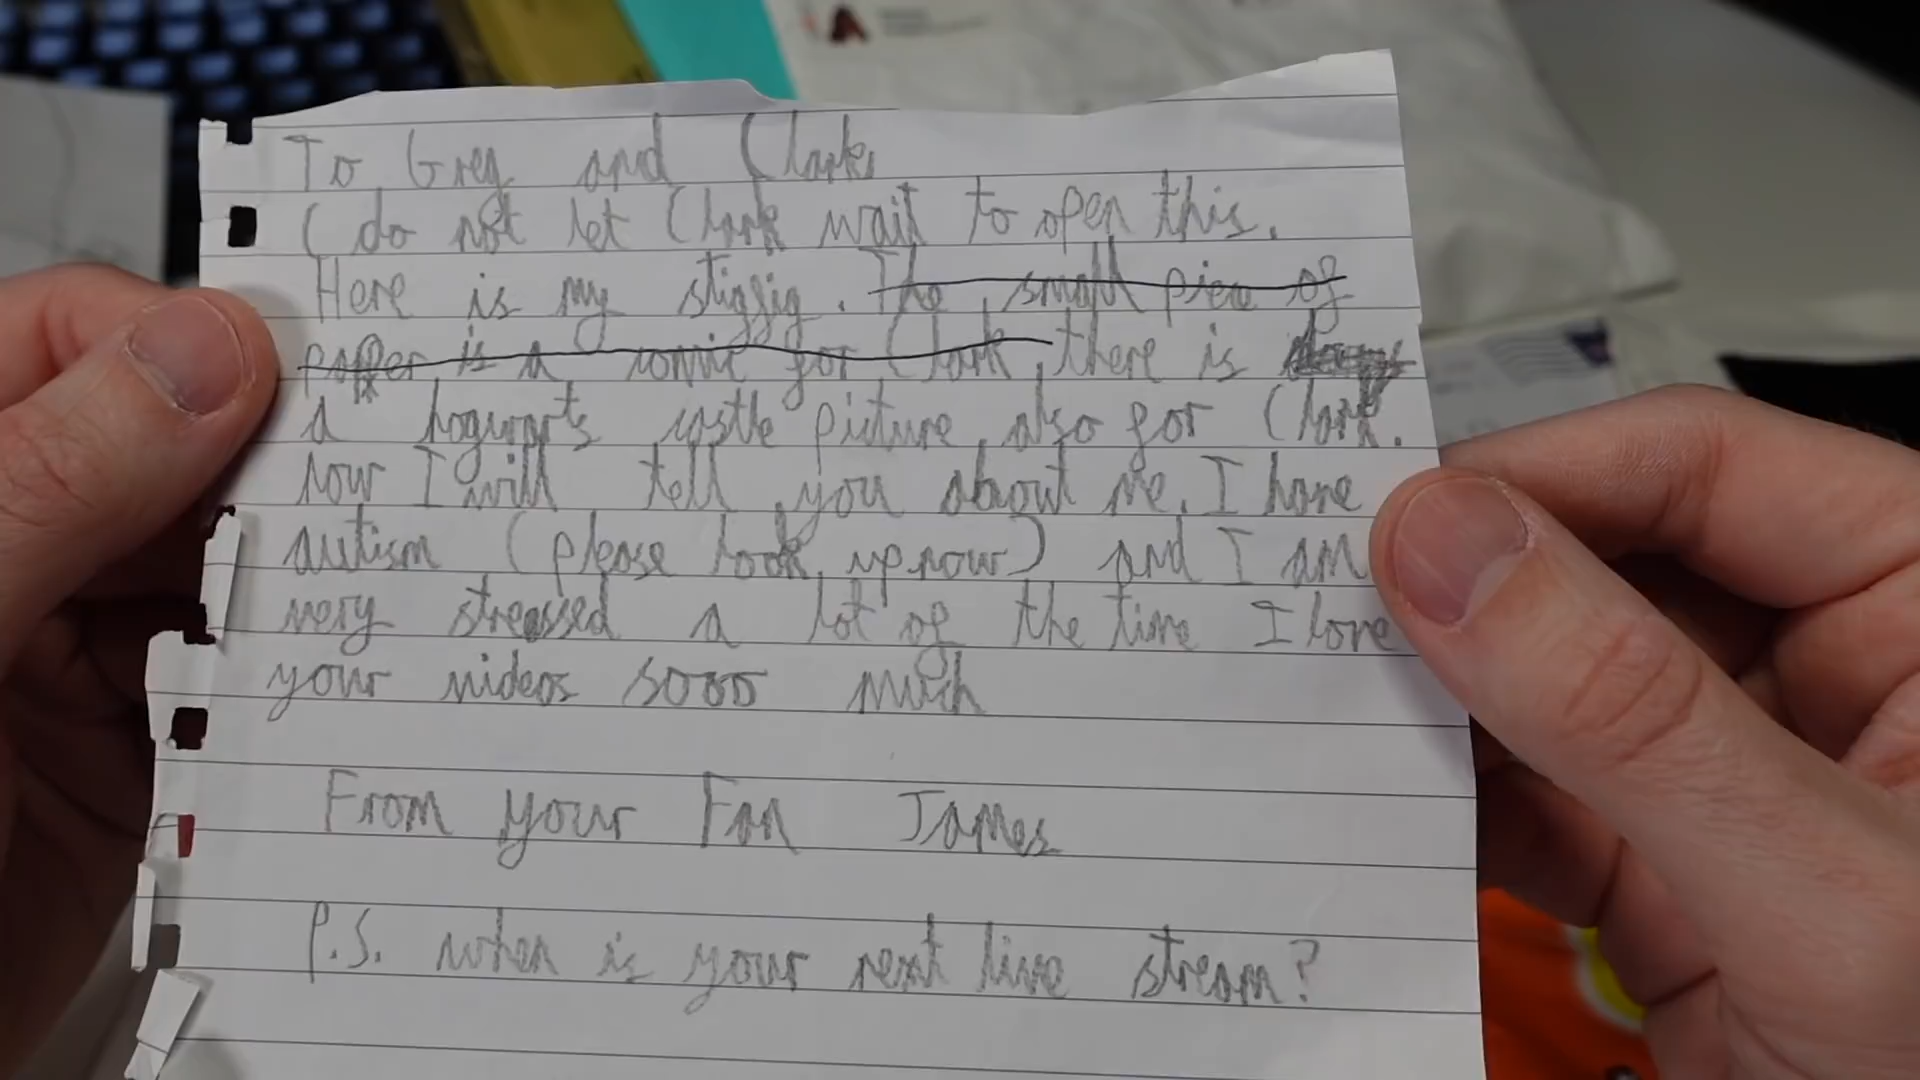 To Greg and Clark,
(do not let Clark wait to open this.
Here is my stigfig. The small piece of
paper is a comic for Clark, there is
a hogwarts castle picture also for Clark.
now I will tell you about me. I have
autism (please look up now) and I am
very stressed a lot of the time I love
your videos sooo much
From your Fan James
P.S. when is your next live stream?